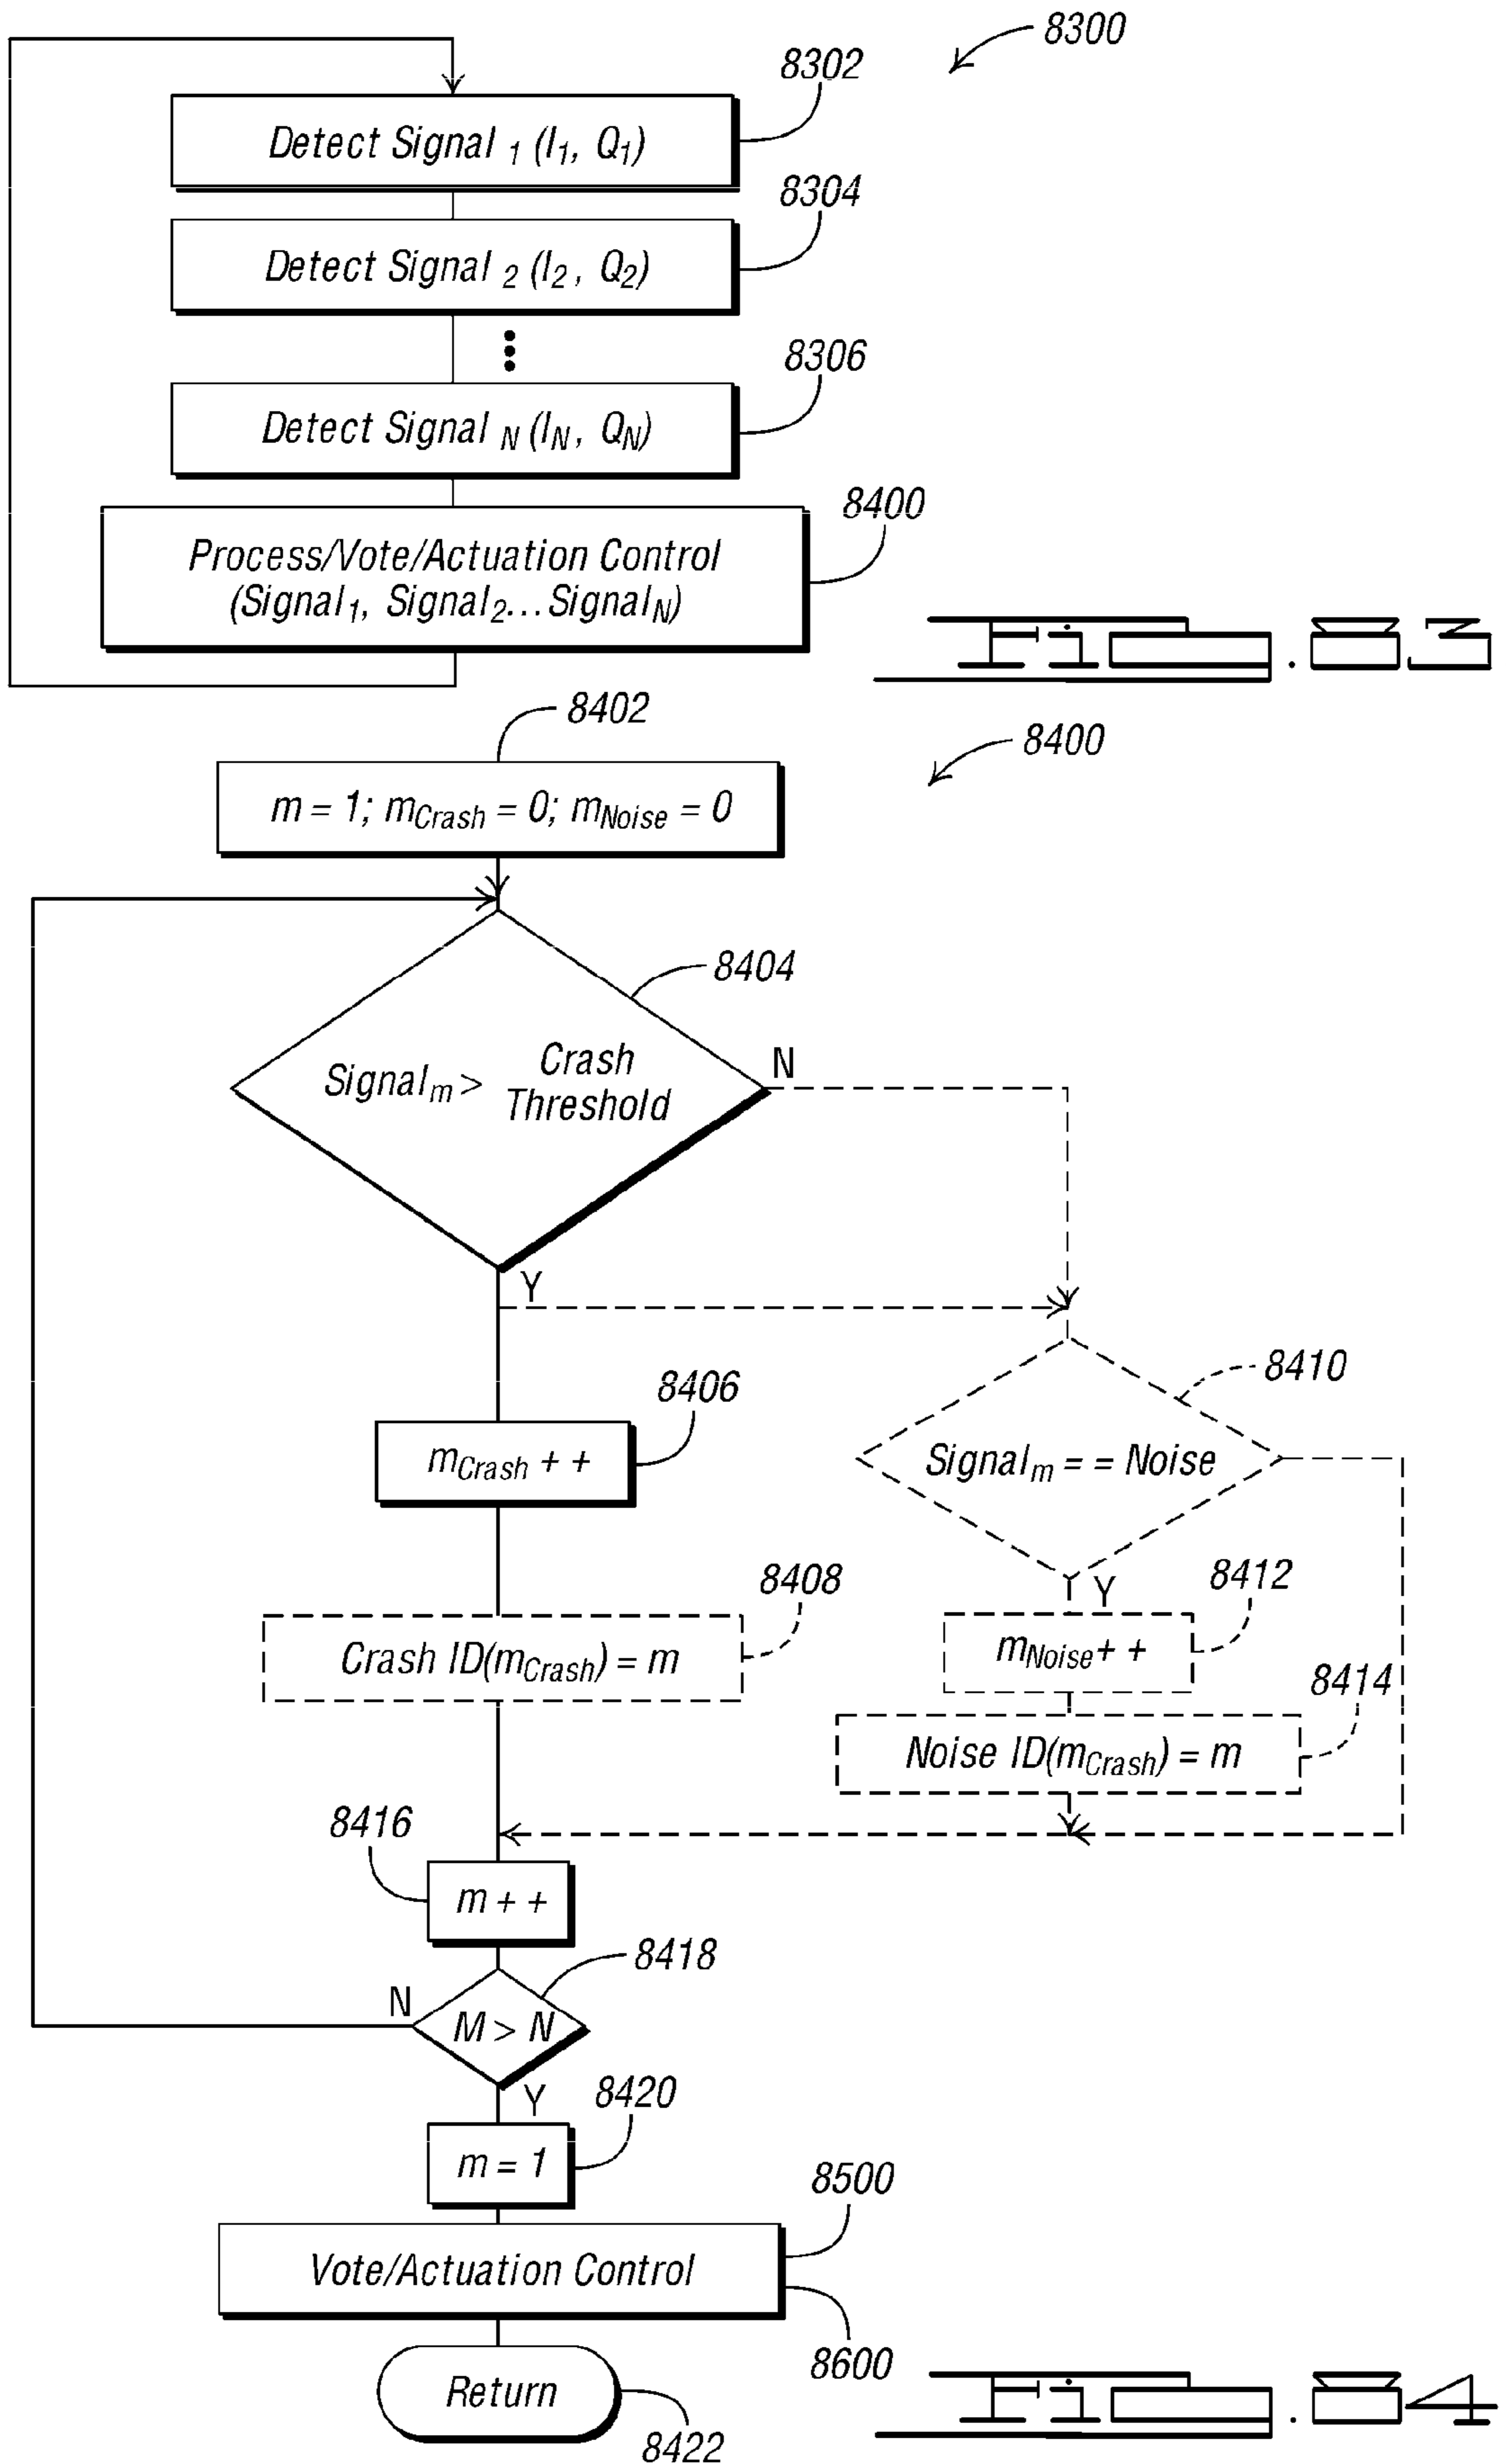 8300
8302
Detect Signal 1 (I1, Q1)
8304
Detect Signal 2 (I2, Q2)
8306
Detect Signal N (IN, QN)
8400
Process/Vote/Actuation Control
(Signal1, Signal2...SignalN)
Fig. 83
8402
8400
m = 1; mCrash = 0; mNoise = 0
8404
Signalm > Crash
Threshold
N
Y
8406
mCrash + +
8410
Signalm = = Noise
8408
Crash ID(mCrash) = m
Y
8412
mNoise + +
8414
Noise ID(mCrash) = m
8416
m + +
8418
N
M > N
Y
8420
m = 1
8500
Vote/Actuation Control
8600
Return
8422
Fig. 84